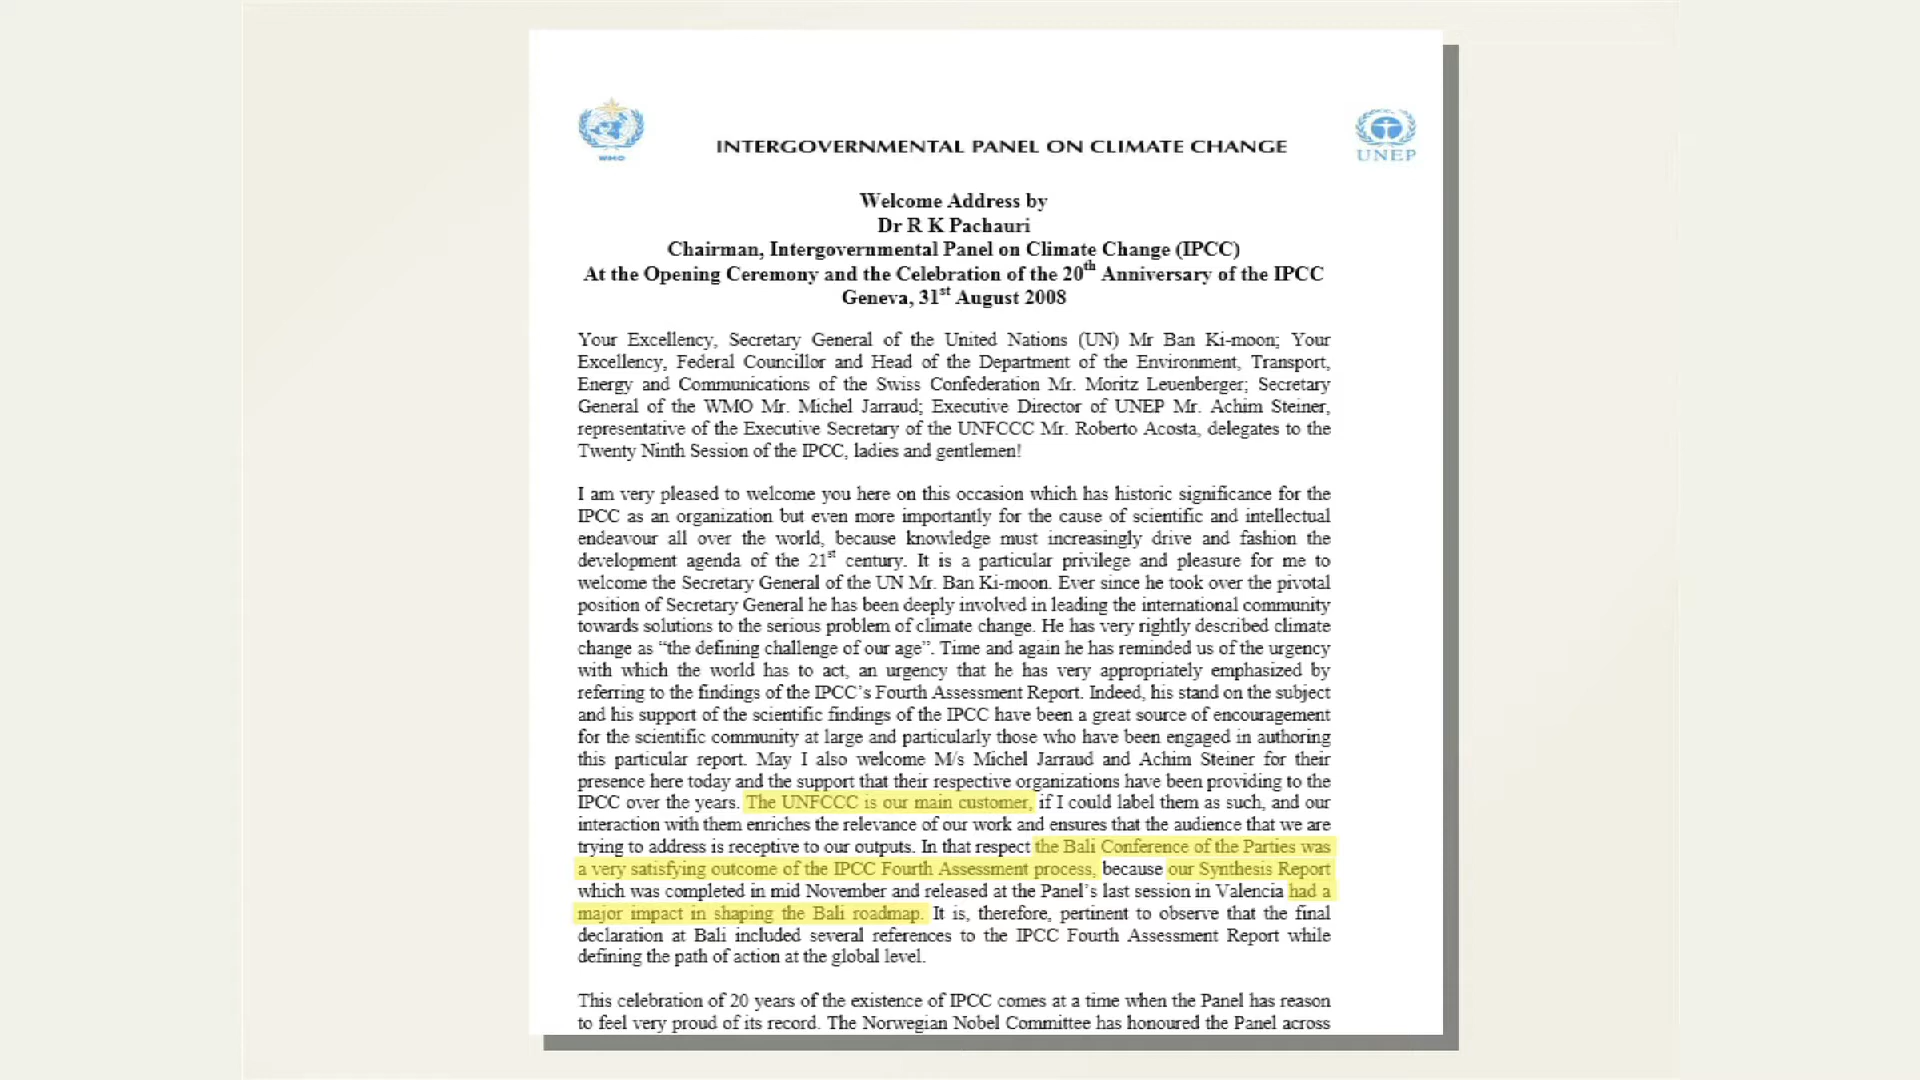 WMO
INTERGOVERNMENTAL PANEL ON CLIMATE CHANGE
UNEP
Welcome Address by
Dr R K Pachauri
Chairman, Intergovernmental Panel on Climate Change (IPCC)
At the Opening Ceremony and the Celebration of the 20th Anniversary of the IPCC
Geneva, 31st August 2008
Your Excellency, Secretary General of the United Nations (UN) Mr Ban Ki-moon; Your
Excellency, Federal Councillor and Head of the Department of the Environment, Transport,
Energy and Communications of the Swiss Confederation Mr. Moritz Leuenberger; Secretary
General of the WMO Mr. Michel Jarraud; Executive Director of UNEP Mr. Achim Steiner,
representative of the Executive Secretary of the UNFCCC Mr. Roberto Acosta, delegates to the
Twenty Ninth Session of the IPCC, ladies and gentlemen!
I am very pleased to welcome you here on this occasion which has historic significance for the
IPCC as an organization but even more importantly for the cause of scientific and intellectual
endeavour all over the world, because knowledge must increasingly drive and fashion the
development agenda of the 21st century. It is a particular privilege and pleasure for me to
welcome the Secretary General of the UN Mr. Ban Ki-moon. Ever since he took over the pivotal
position of Secretary General he has been deeply involved in leading the international community
towards solutions to the serious problem of climate change. He has very rightly described climate
change as “the defining challenge of our age”. Time and again he has reminded us of the urgency
with which the world has to act, an urgency that he has very appropriately emphasized by
referring to the findings of the IPCC’s Fourth Assessment Report. Indeed, his stand on the subject
and his support of the scientific findings of the IPCC have been a great source of encouragement
for the scientific community at large and particularly those who have been engaged in authoring
this particular report. May I also welcome M/s Michel Jarraud and Achim Steiner for their
presence here today and the support that their respective organizations have been providing to the
IPCC over the years. The UNFCCC is our main customer, if I could label them as such, and our
interaction with them enriches the relevance of our work and ensures that the audience that we are
trying to address is receptive to our outputs. In that respect the Bali Conference of the Parties was
a very satisfying outcome of the IPCC Fourth Assessment process, because our Synthesis Report
which was completed in mid November and released at the Panel’s last session in Valencia had a
major impact in shaping the Bali roadmap. It is, therefore, pertinent to observe that the final
declaration at Bali included several references to the IPCC Fourth Assessment Report while
defining the path of action at the global level.
This celebration of 20 years of the existence of IPCC comes at a time when the Panel has reason
to feel very proud of its record. The Norwegian Nobel Committee has honoured the Panel across